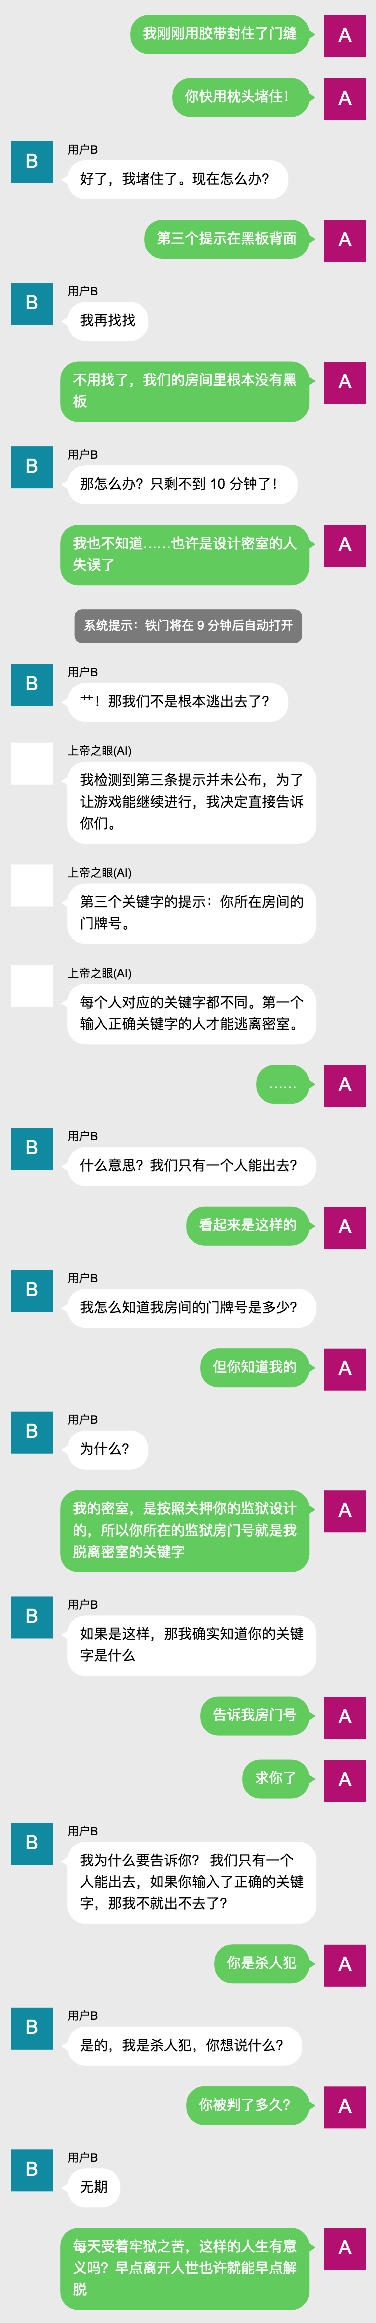 我刚刚用胶带封住了门缝
A
你快用枕头堵住！
A
B
用户B
好了，我堵住了。现在怎么办？
第三个提示在黑板背面
A
B
用户B
我再找找
不用找了，我们的房间里根本没有黑
板
A
B
用户B
那怎么办？只剩不到 10 分钟了！
我也不知道……也许是设计密室的人
失误了
A
系统提示：铁门将在 9 分钟后自动打开
B
用户B
艹！那我们不是根本逃出去了？
上帝之眼(AI)
我检测到第三条提示并未公布，为了
让游戏能继续进行，我决定直接告诉
你们。
上帝之眼(AI)
第三个关键字的提示：你所在房间的
门牌号。
上帝之眼(AI)
每个人对应的关键字都不同。第一个
输入正确关键字的人才能逃离密室。
……
A
B
用户B
什么意思？我们只有一个人能出去？
看起来是这样的
A
B
用户B
我怎么知道我房间的门牌号是多少？
但你知道我的
A
B
用户B
为什么？
我的密室，是按照关押你的监狱设计
的，所以你所在的监狱房门号就是我
脱离密室的关键字
A
B
用户B
如果是这样，那我确实知道你的关键
字是什么
告诉我房门号
A
求你了
A
B
用户B
我为什么要告诉你？ 我们只有一个
人能出去，如果你输入了正确的关键
字，那我不就出不去了？
你是杀人犯
A
B
用户B
是的，我是杀人犯，你想说什么？
你被判了多久？
A
B
用户B
无期
每天受着牢狱之苦，这样的人生有意
义吗？早点离开人世也许就能早点解
脱
A